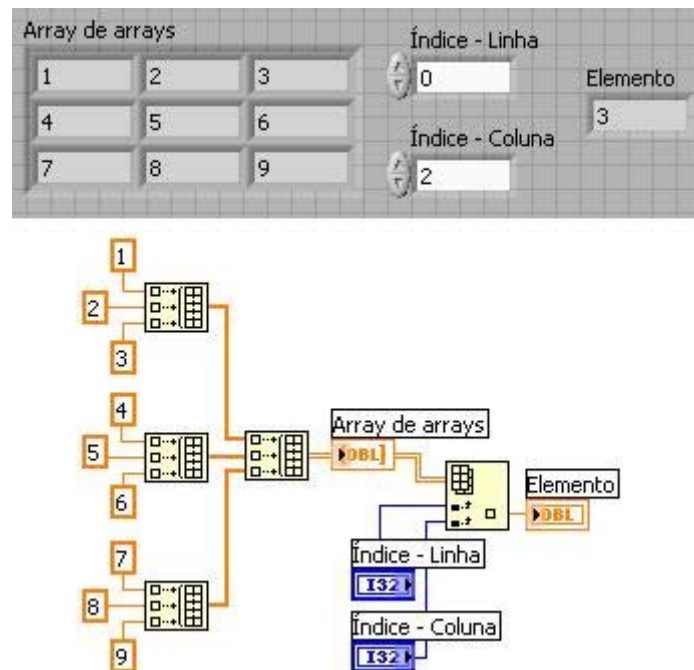 Array de arrays
Índice - Linha
1 2 3
0
Elemento
4 5 6
3
Índice - Coluna
7 8 9
2
1
2
3
4
5
6
Array de arrays
DBL]
Elemento
DBL
7
8
9
Índice - Linha
I32
Índice - Coluna
I32